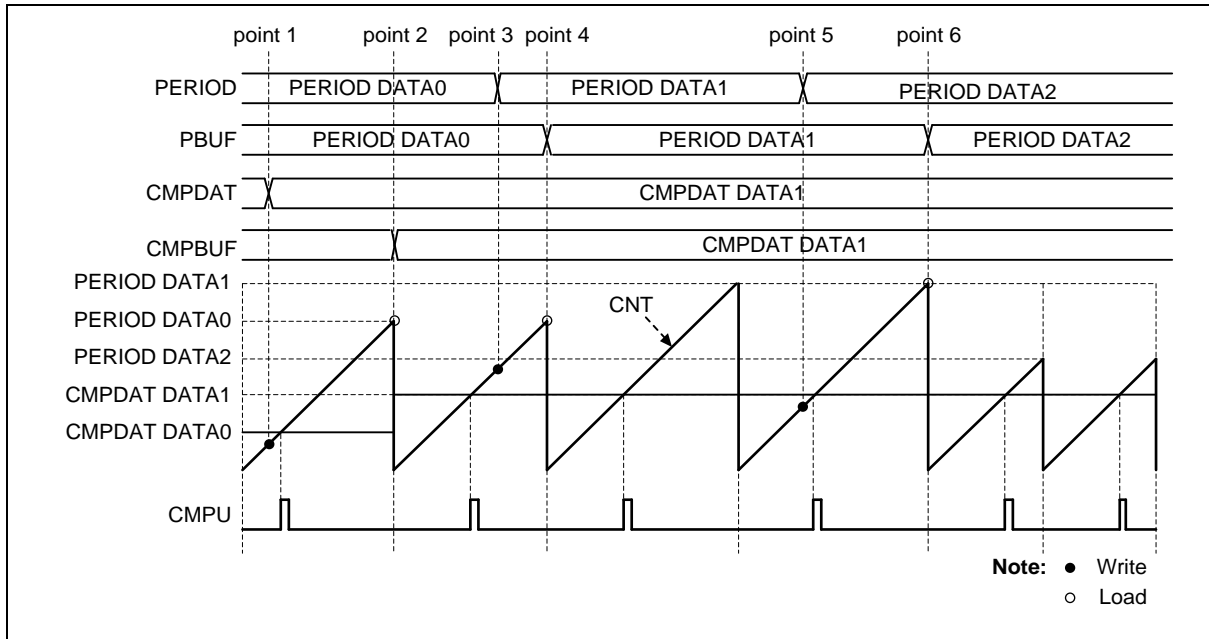 point 1 point 2 point 3 point 4 point 5 point 6
PERIOD PERIOD DATA0 PERIOD DATA1 PERIOD DATA2
PBUF PERIOD DATA0 PERIOD DATA1 PERIOD DATA2
CMPDAT CMPDAT DATA1
CMPBUF CMPDAT DATA1
PERIOD DATA1
CNT
PERIOD DATA0
PERIOD DATA2
CMPDAT DATA1
CMPDAT DATA0
CMPU
Note: Write
Load